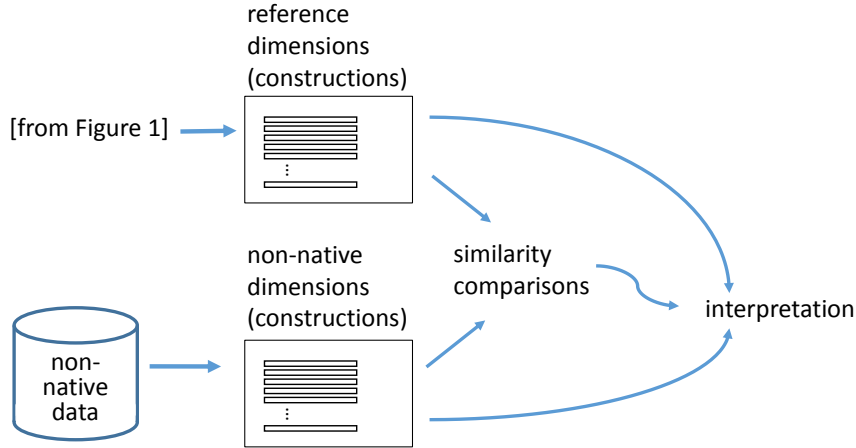 reference
dimensions
(constructions)
[from Figure 1]
⋮
non-native
dimensions
(constructions)
similarity
comparisons
interpretation
non-
native
data
⋮